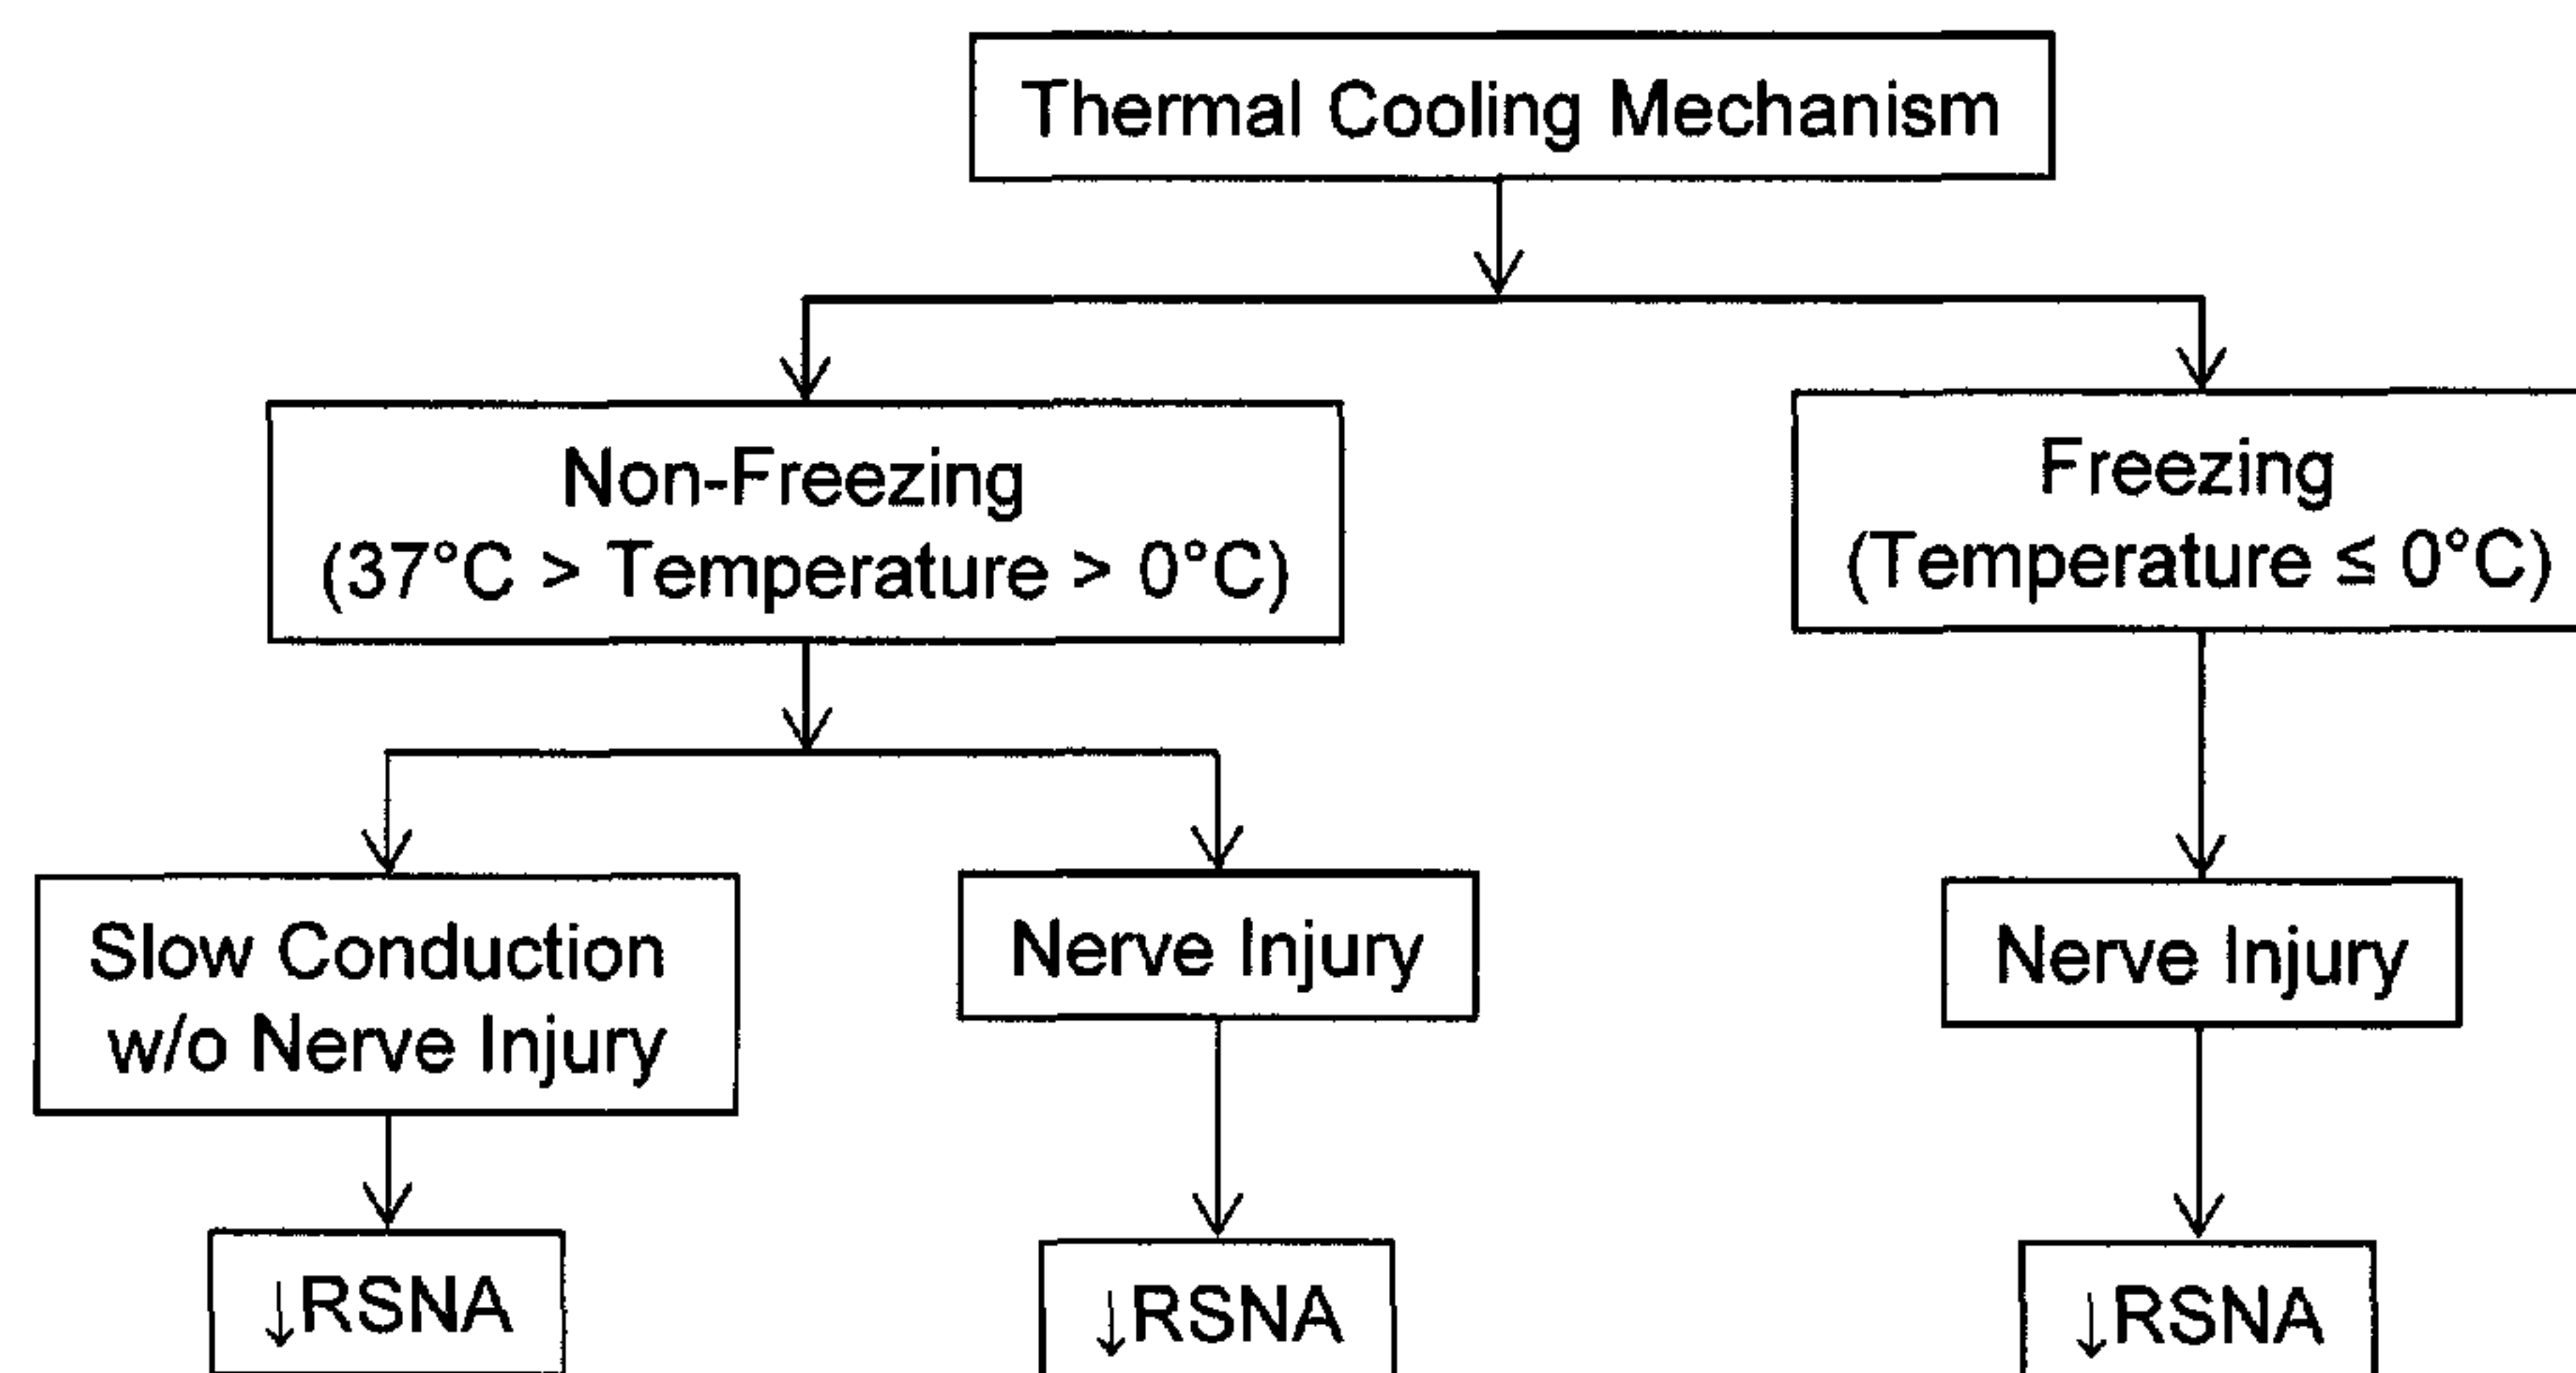 Thermal Cooling Mechanism
Non-Freezing
(37°C > Temperature > 0°C)
Freezing
(Temperature ≤ 0°C)
Slow Conduction
w/o Nerve Injury
Nerve Injury
Nerve Injury
↓RSNA
↓RSNA
↓RSNA